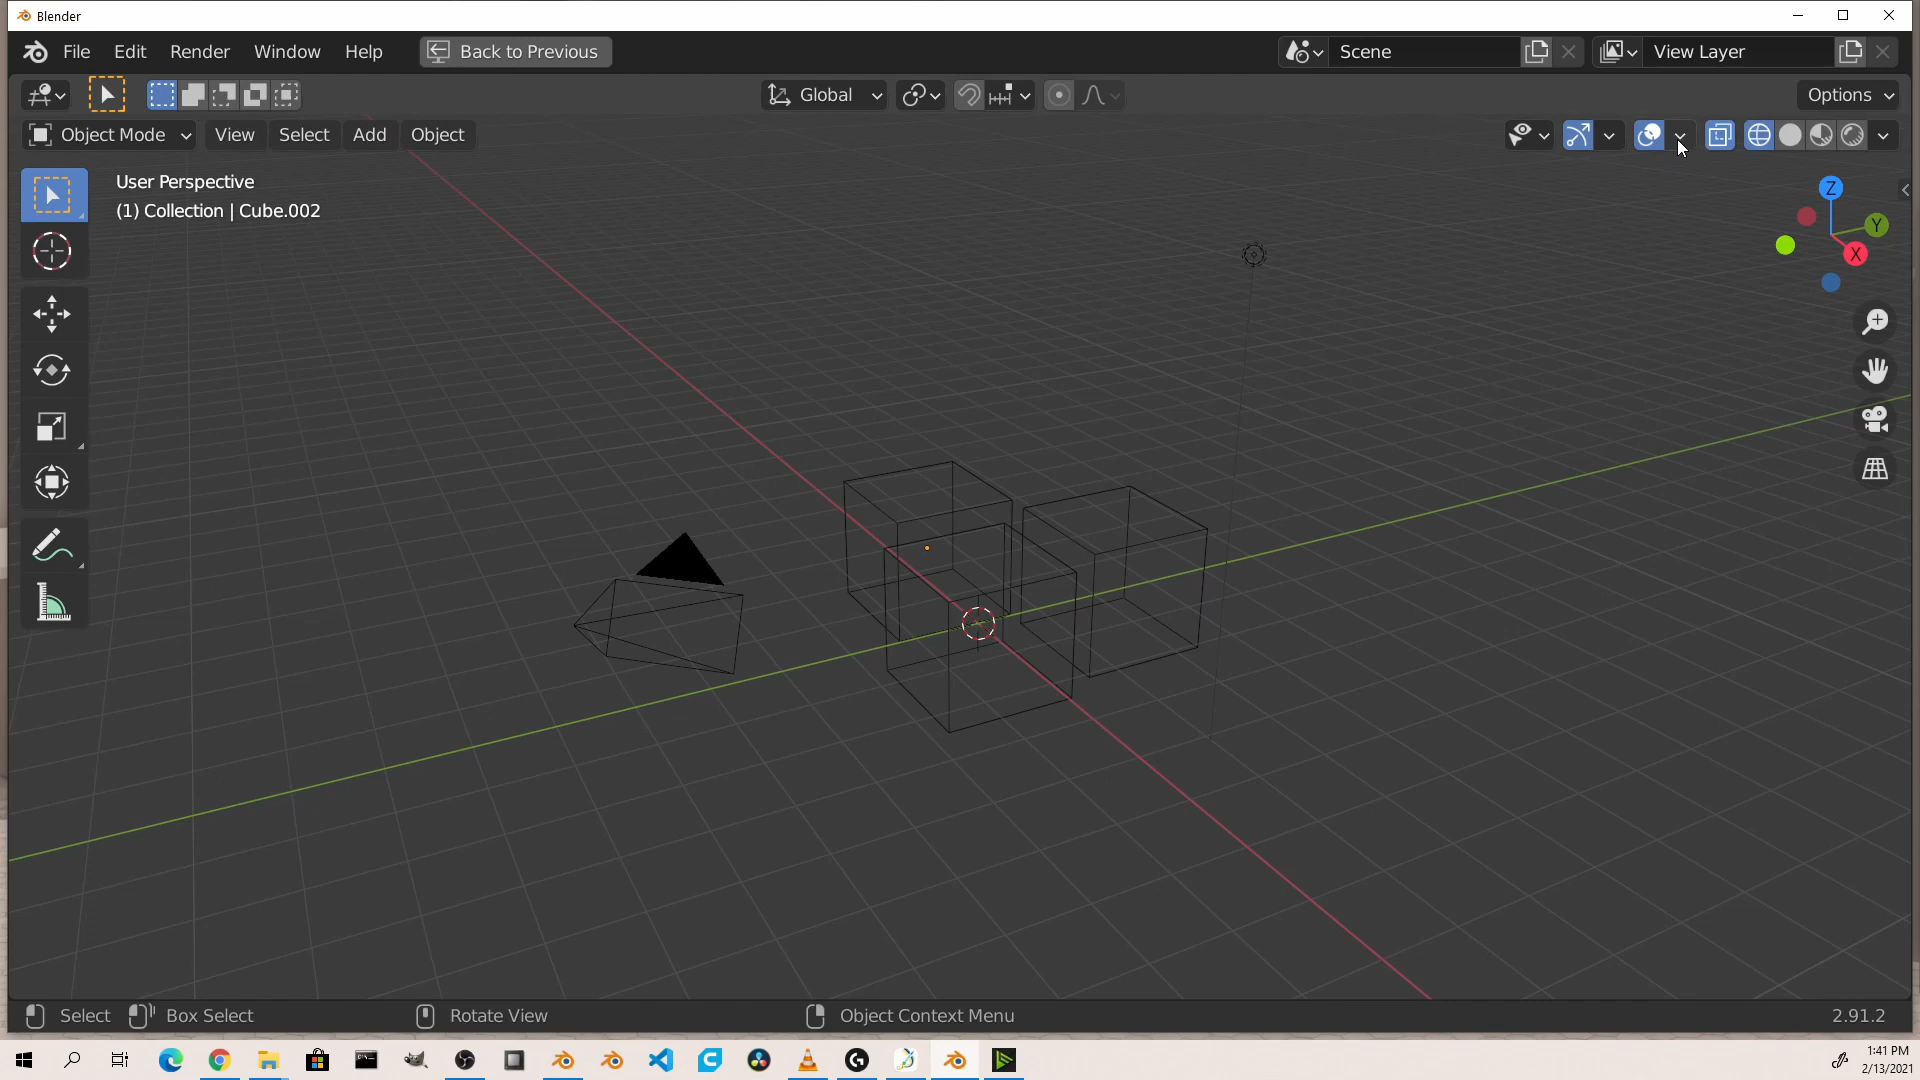 Blender
File Edit Render Window Help Back to Previous Scene View Layer
Global Options
Object Mode View Select Add Object
User Perspective
(1) Collection | Cube.002
Z
Y
X
Select Box Select Rotate View Object Context Menu 2.91.2
1:41 PM
2/13/2021